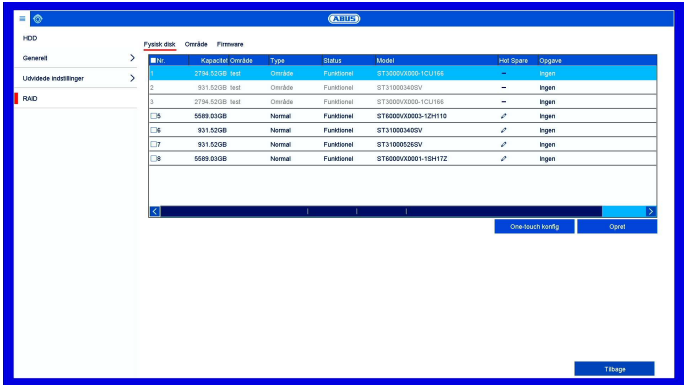 ABUS
HDD
Generelt
Udvidede indstillinger
RAID
Fysisk disk Område Firmware
Nr. Kapacitet Område Type Status Model Hot Spare Opgave
1 2794.52GB test Område Funktionel ST3000VX000-1CU166 – Ingen
2 931.52GB test Område Funktionel ST31000340SV – Ingen
3 2794.52GB test Område Funktionel ST3000VX000-1CU166 – Ingen
5 5589.03GB Normal Funktionel ST6000VX0003-1ZH110 Ingen
6 931.52GB Normal Funktionel ST31000340SV Ingen
7 931.52GB Normal Funktionel ST31000526SV Ingen
8 5589.03GB Normal Funktionel ST6000VX0001-1SH17Z Ingen
One-touch konfig Opret
Tilbage